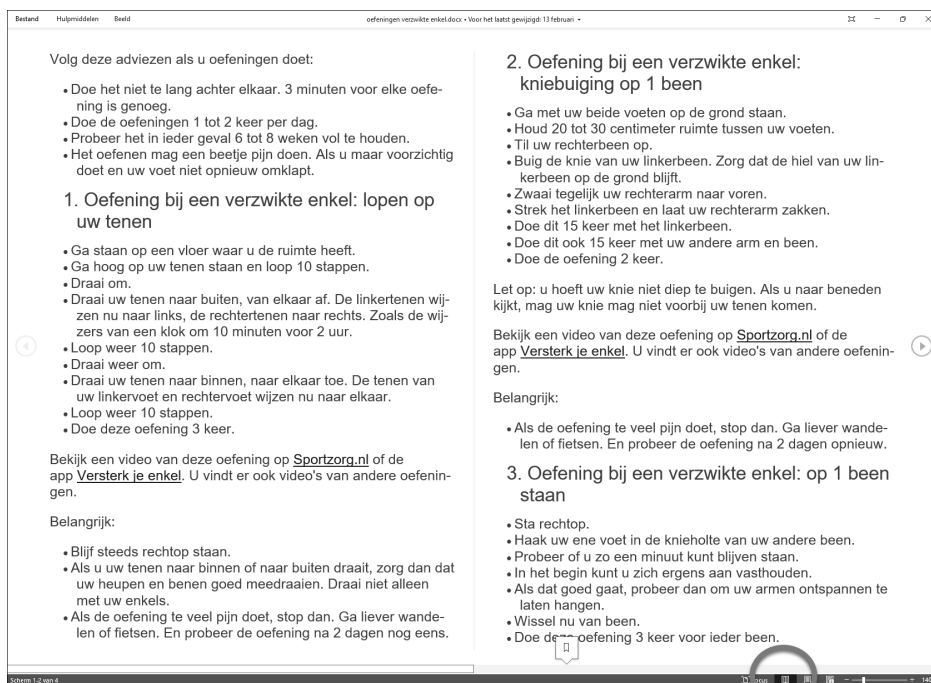 Bestand Hulpmiddelen Beeld
oefeningen verzwikte enkel.docx • Voor het laatst gewijzigd: 13 februari
Volg deze adviezen als u oefeningen doet:
• Doe het niet te lang achter elkaar. 3 minuten voor elke oefe-
ning is genoeg.
• Doe de oefeningen 1 tot 2 keer per dag.
• Probeer het in ieder geval 6 tot 8 weken vol te houden.
• Het oefenen mag een beetje pijn doen. Als u maar voorzichtig
doet en uw voet niet opnieuw omklapt.
1. Oefening bij een verzwikte enkel: lopen op
uw tenen
• Ga staan op een vloer waar u de ruimte heeft.
• Ga hoog op uw tenen staan en loop 10 stappen.
• Draai om.
• Draai uw tenen naar buiten, van elkaar af. De linkertenen wij-
zen nu naar links, de rechtertenen naar rechts. Zoals de wij-
zers van een klok om 10 minuten voor 2 uur.
• Loop weer 10 stappen.
• Draai weer om.
• Draai uw tenen naar binnen, naar elkaar toe. De tenen van
uw linkervoet en rechtervoet wijzen nu naar elkaar.
• Loop weer 10 stappen.
• Doe deze oefening 3 keer.
Bekijk een video van deze oefening op Sportzorg.nl of de
app Versterk je enkel. U vindt er ook video's van andere oefenin-
gen.
Belangrijk:
• Blijf steeds rechtop staan.
• Als u uw tenen naar binnen of naar buiten draait, zorg dan dat
uw heupen en benen goed meedraaien. Draai niet alleen
met uw enkels.
• Als de oefening te veel pijn doet, stop dan. Ga liever wande-
len of fietsen. En probeer de oefening na 2 dagen nog eens.
2. Oefening bij een verzwikte enkel:
kniebuiging op 1 been
• Ga met uw beide voeten op de grond staan.
• Houd 20 tot 30 centimeter ruimte tussen uw voeten.
• Til uw rechterbeen op.
• Buig de knie van uw linkerbeen. Zorg dat de hiel van uw lin-
kerbeen op de grond blijft.
• Zwaai tegelijk uw rechterarm naar voren.
• Strek het linkerbeen en laat uw rechterarm zakken.
• Doe dit 15 keer met het linkerbeen.
• Doe dit ook 15 keer met uw andere arm en been.
• Doe de oefening 2 keer.
Let op: u hoeft uw knie niet diep te buigen. Als u naar beneden
kijkt, mag uw knie mag niet voorbij uw tenen komen.
Bekijk een video van deze oefening op Sportzorg.nl of de
app Versterk je enkel. U vindt er ook video's van andere oefenin-
gen.
Belangrijk:
• Als de oefening te veel pijn doet, stop dan. Ga liever wande-
len of fietsen. En probeer de oefening na 2 dagen opnieuw.
3. Oefening bij een verzwikte enkel: op 1 been
staan
• Sta rechtop.
• Haak uw ene voet in de knieholte van uw andere been.
• Probeer of u zo een minuut kunt blijven staan.
• In het begin kunt u zich ergens aan vasthouden.
• Als dat goed gaat, probeer dan om uw armen ontspannen te
laten hangen.
• Wissel nu van been.
• Doe deze oefening 3 keer voor ieder been.
Scherm 1-2 van 4
140